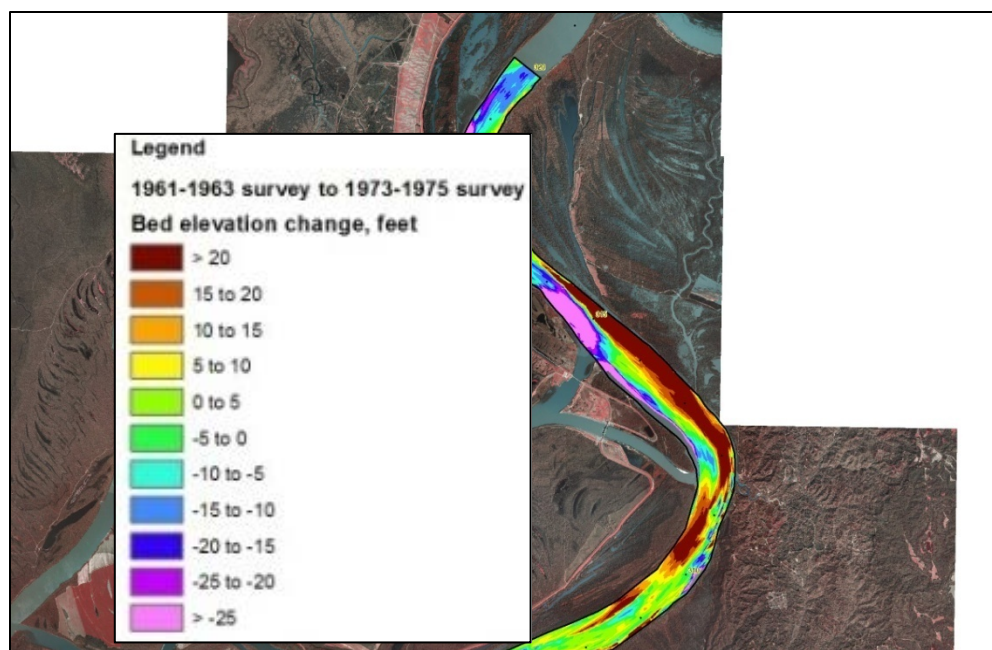 Legend
1961-1963 survey to 1973-1975 survey
Bed elevation change, feet
> 20
15 to 20
10 to 15
5 to 10
0 to 5
-5 to 0
-10 to -5
-15 to -10
-20 to -15
-25 to -20
> -25